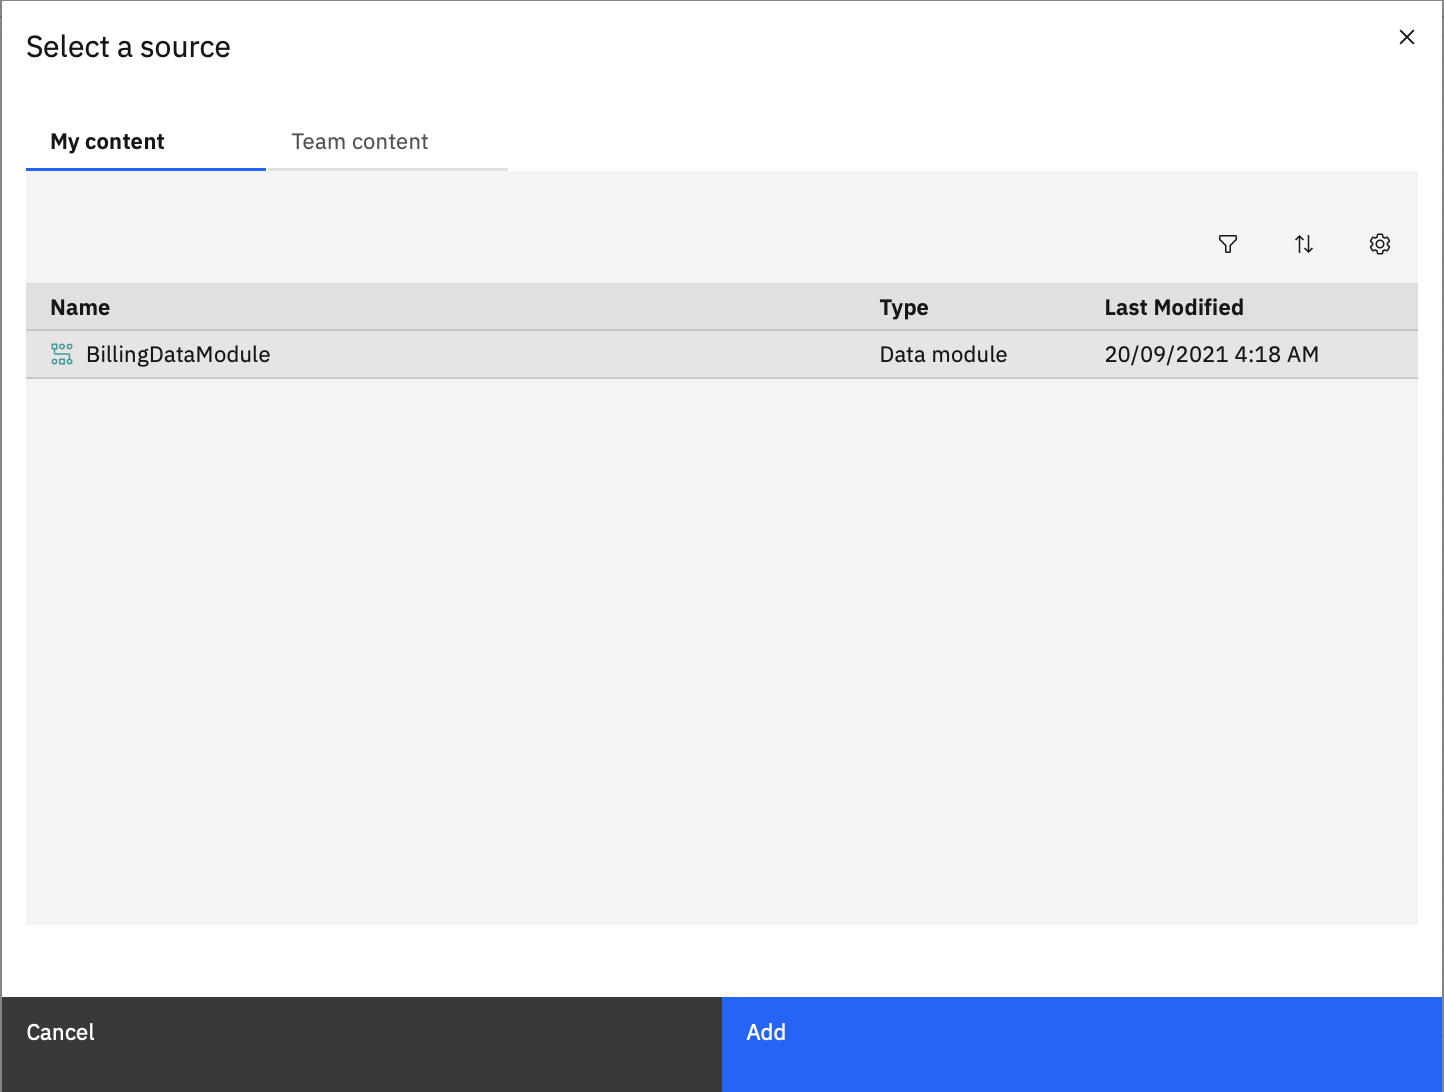 Select a source
My content Team content
Name Type Last Modified
BillingDataModule Data module 20/09/2021 4:18 AM
Cancel Add